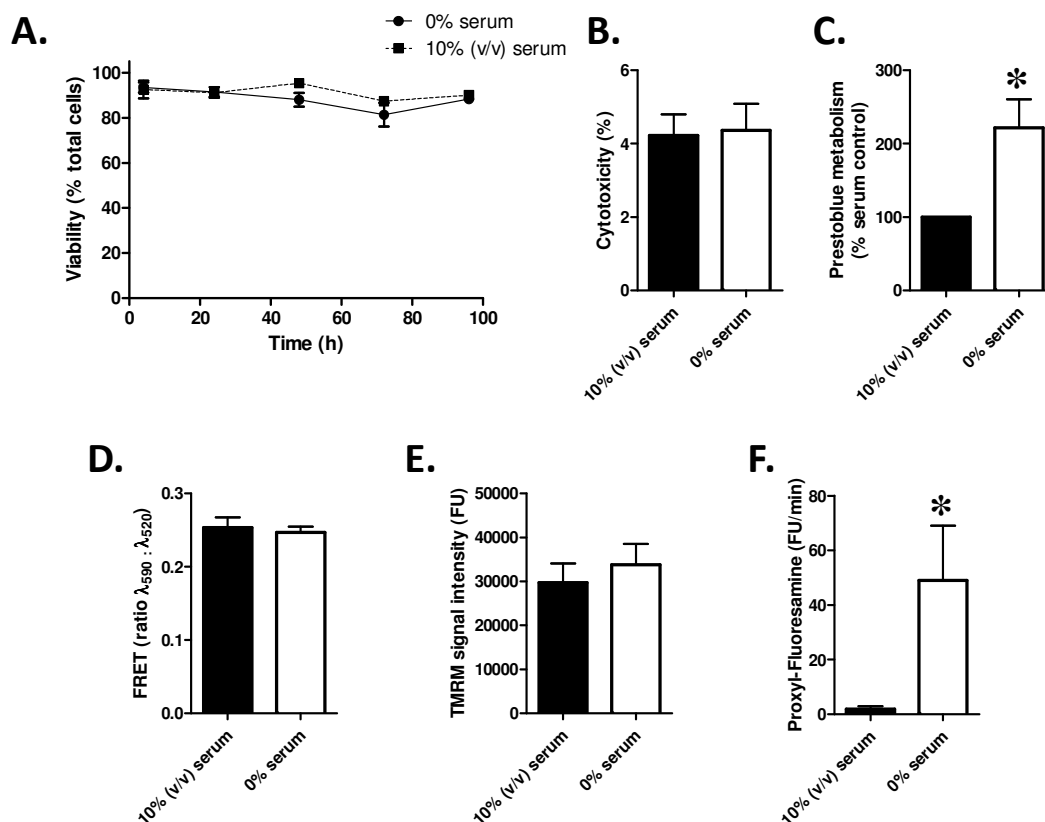 A.
0% serum
10% (v/v) serum
Viability (% total cells)
100
80
60
40
20
0
0 20 40 60 80 100
Time (h)
B.
Cytotoxicity (%)
6
4
2
0
10% (v/v) serum
0% serum
C.
Prestoblue metabolism
(% serum control)
300
200
100
0
*
10% (v/v) serum
0% serum
D.
FRET (ratio λ590 : λ520)
0.3
0.2
0.1
0.0
10% (v/v) serum
0% serum
E.
TMRM signal intensity (FU)
50000
40000
30000
20000
10000
0
10% (v/v) serum
0% serum
F.
Proxyl-Fluoresamine (FU/min)
80
60
40
20
0
*
10% (v/v) serum
0% serum